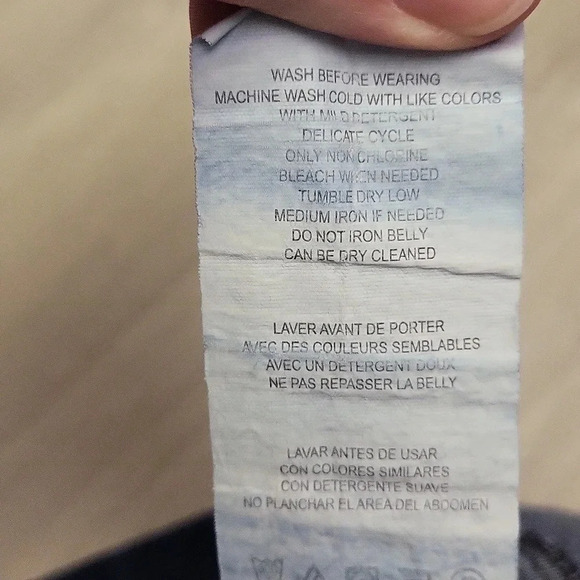 WASH BEFORE WEARING
MACHINE WASH COLD WITH LIKE COLORS
WITH MILD DETERGENT
DELICATE CYCLE
ONLY NON CHLORINE
BLEACH WHEN NEEDED
TUMBLE DRY LOW
MEDIUM IRON IF NEEDED
DO NOT IRON BELLY
CAN BE DRY CLEANED
LAVER AVANT DE PORTER
AVEC DES COULEURS SEMBLABLES
AVEC UN DÉTERGENT DOUX
NE PAS REPASSER LA BELLY
LAVAR ANTES DE USAR
CON COLORES SIMILARES
CON DETERGENTE SUAVE
NO PLANCHAR EL AREA DEL ABDOMEN